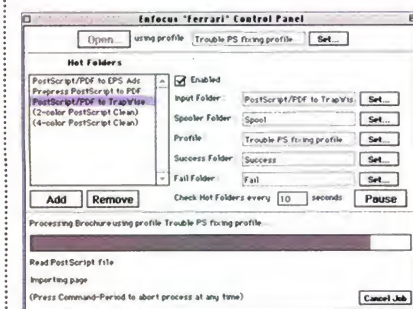 Enfocus "Ferrari" Control Panel
Open... using profile Trouble PS fixing profile Set...
Hot Folders
PostScript/PDF to EPS Ads
Prepress PostScript to PDF
PostScript/PDF to TrapWise
(2-color PostScript Clean)
(4-color PostScript Clean)
Enabled
Input Folder: PostScript/PDF to TrapWis Set...
Spooler Folder Spool Set...
Profile Trouble PS fixing profile Set...
Success Folder Success Set...
Fail Folder Fail Set...
Add Remove Check Hot Folders every 10 seconds Pause
Processing Brochure using profile Trouble PS fixing profile
Read PostScript file
Importing page
(Press Command-Period to abort process at any time) Cancel Job